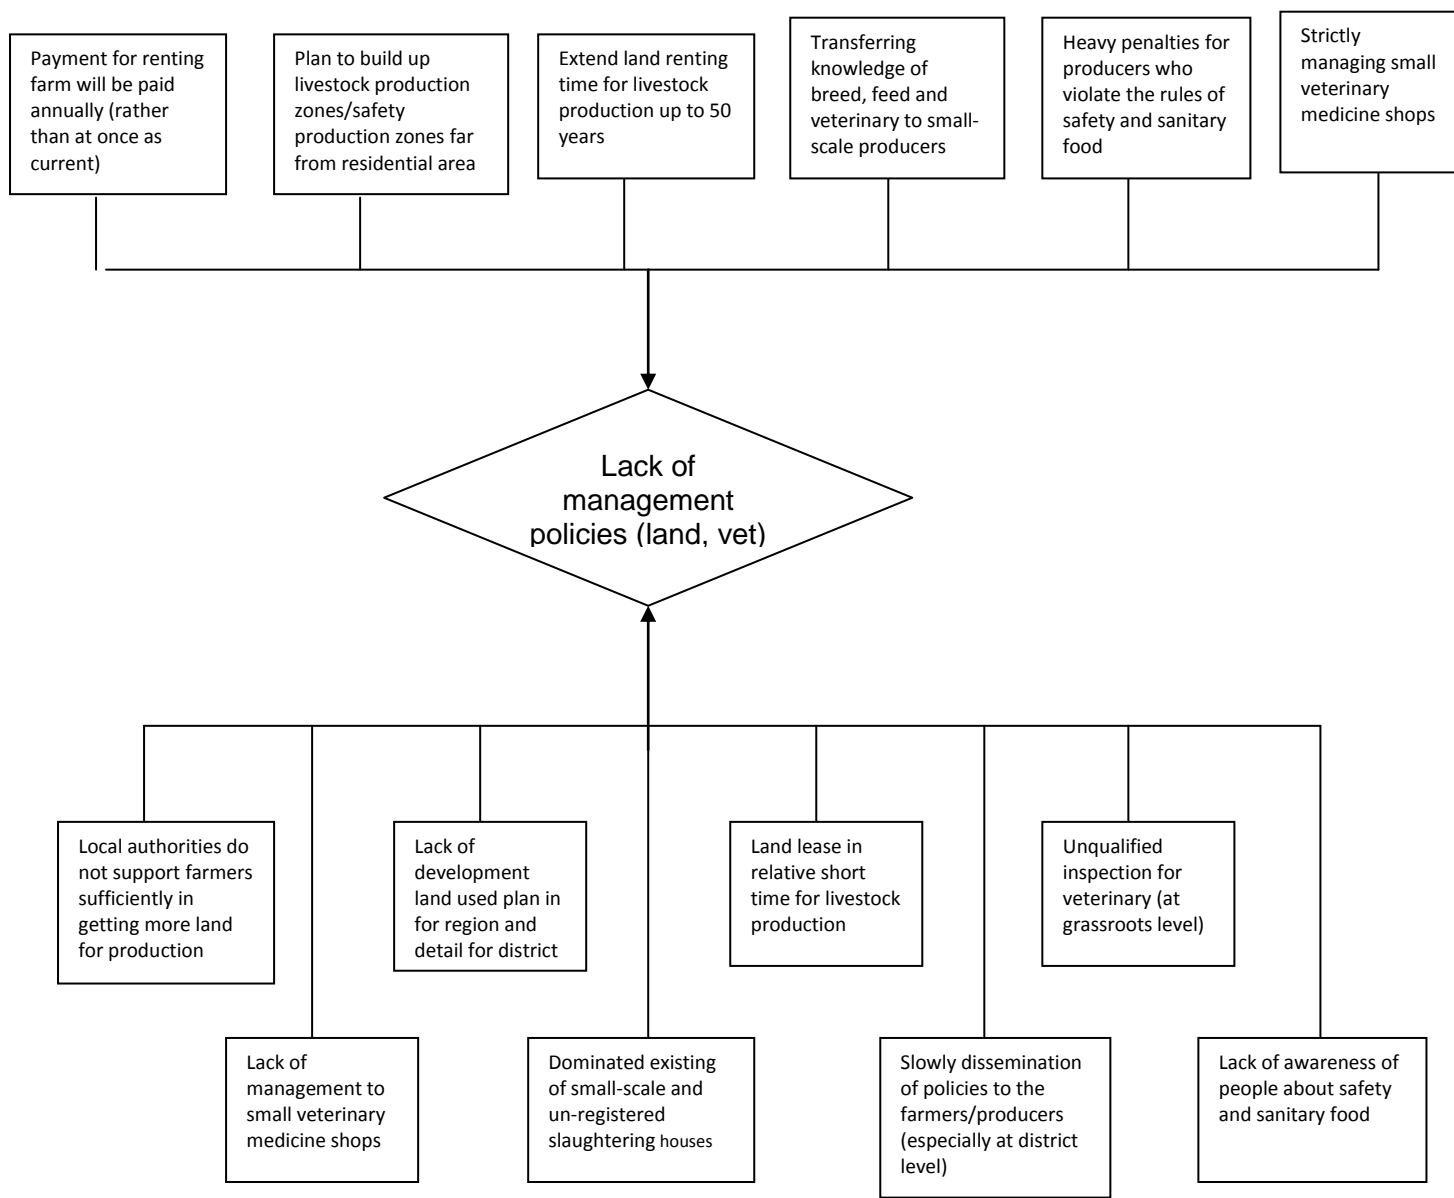 Payment for renting
farm will be paid
annually (rather
than at once as
current)
Plan to build up
livestock production
zones/safety
production zones far
from residential area
Extend land renting
time for livestock
production up to 50
years
Transferring
knowledge of
breed, feed and
veterinary to small-
scale producers
Heavy penalties for
producers who
violate the rules of
safety and sanitary
food
Strictly
managing small
veterinary
medicine shops
Lack of
management
policies (land, vet)
Local authorities do
not support farmers
sufficiently in
getting more land
for production
Lack of
development
land used plan in
for region and
detail for district
Land lease in
relative short
time for livestock
production
Unqualified
inspection for
veterinary (at
grassroots level)
Lack of
management to
small veterinary
medicine shops
Dominated existing
of small-scale and
un-registered
slaughtering houses
Slowly dissemination
of policies to the
farmers/producers
(especially at district
level)
Lack of awareness of
people about safety
and sanitary food